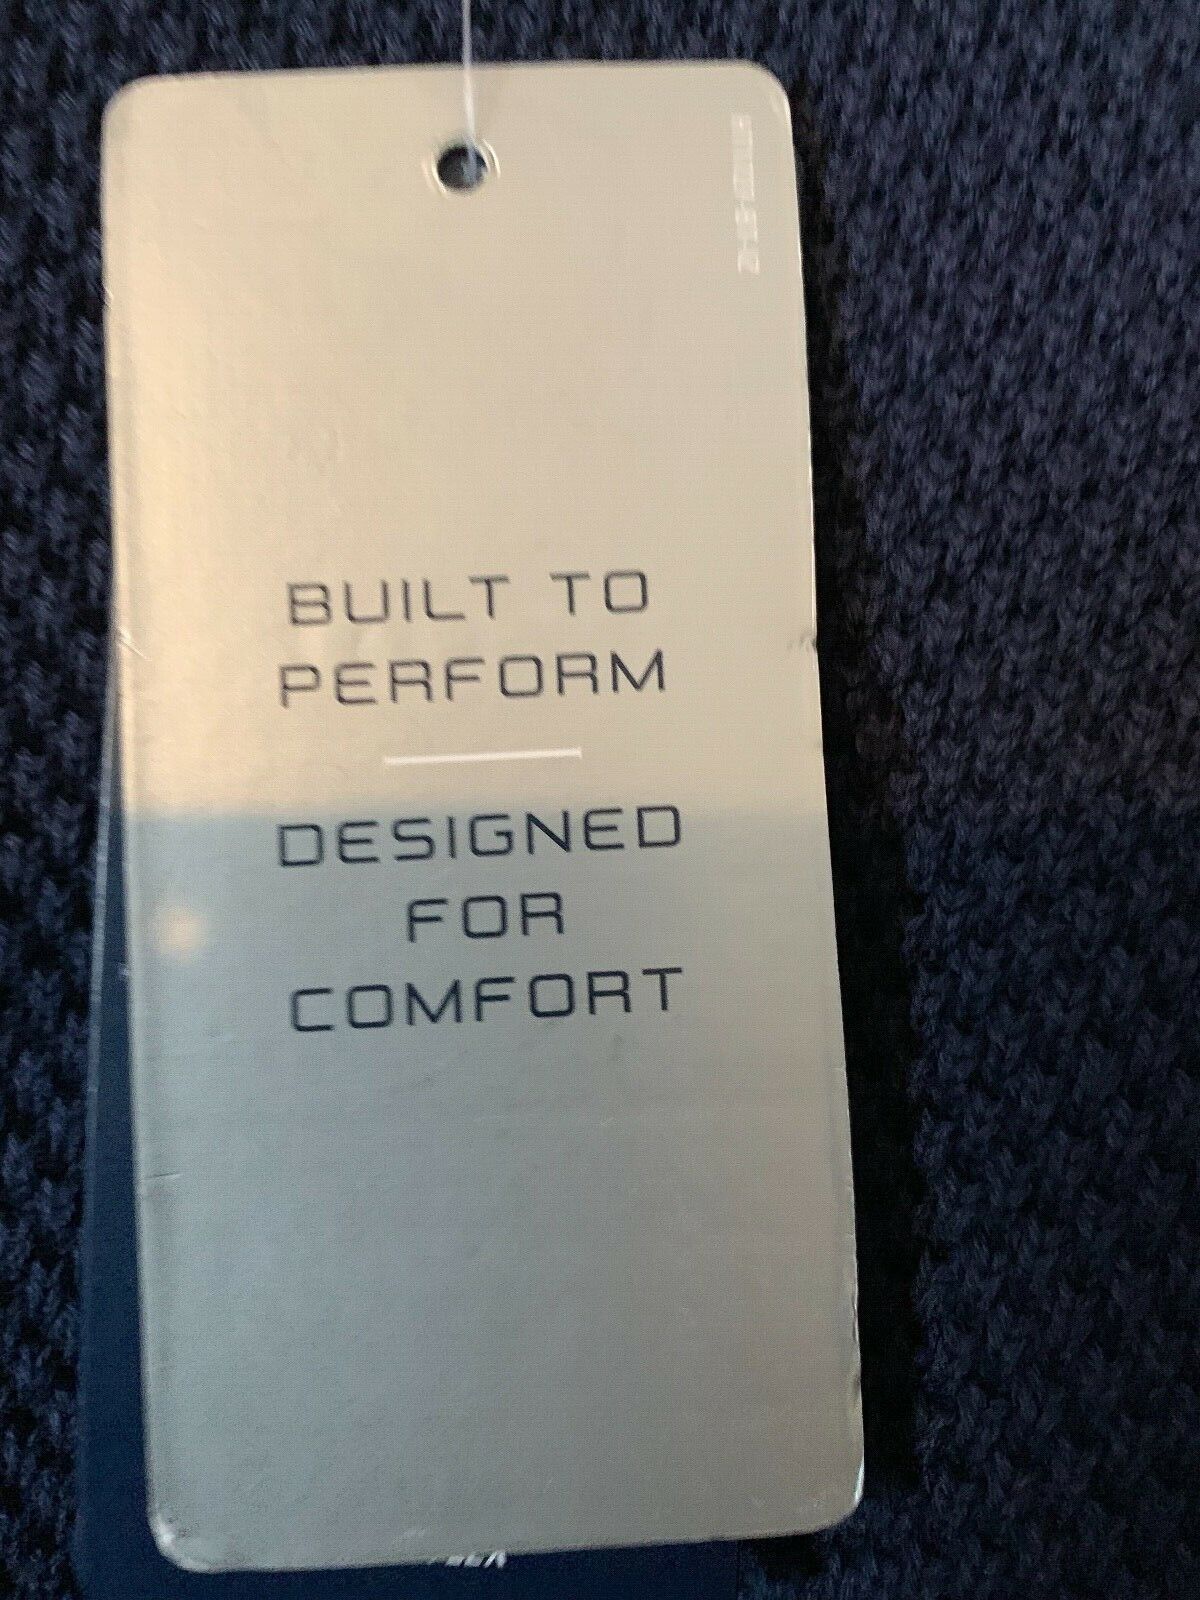 BUILT TO
PERFORM
DESIGNED
FOR
COMFORT